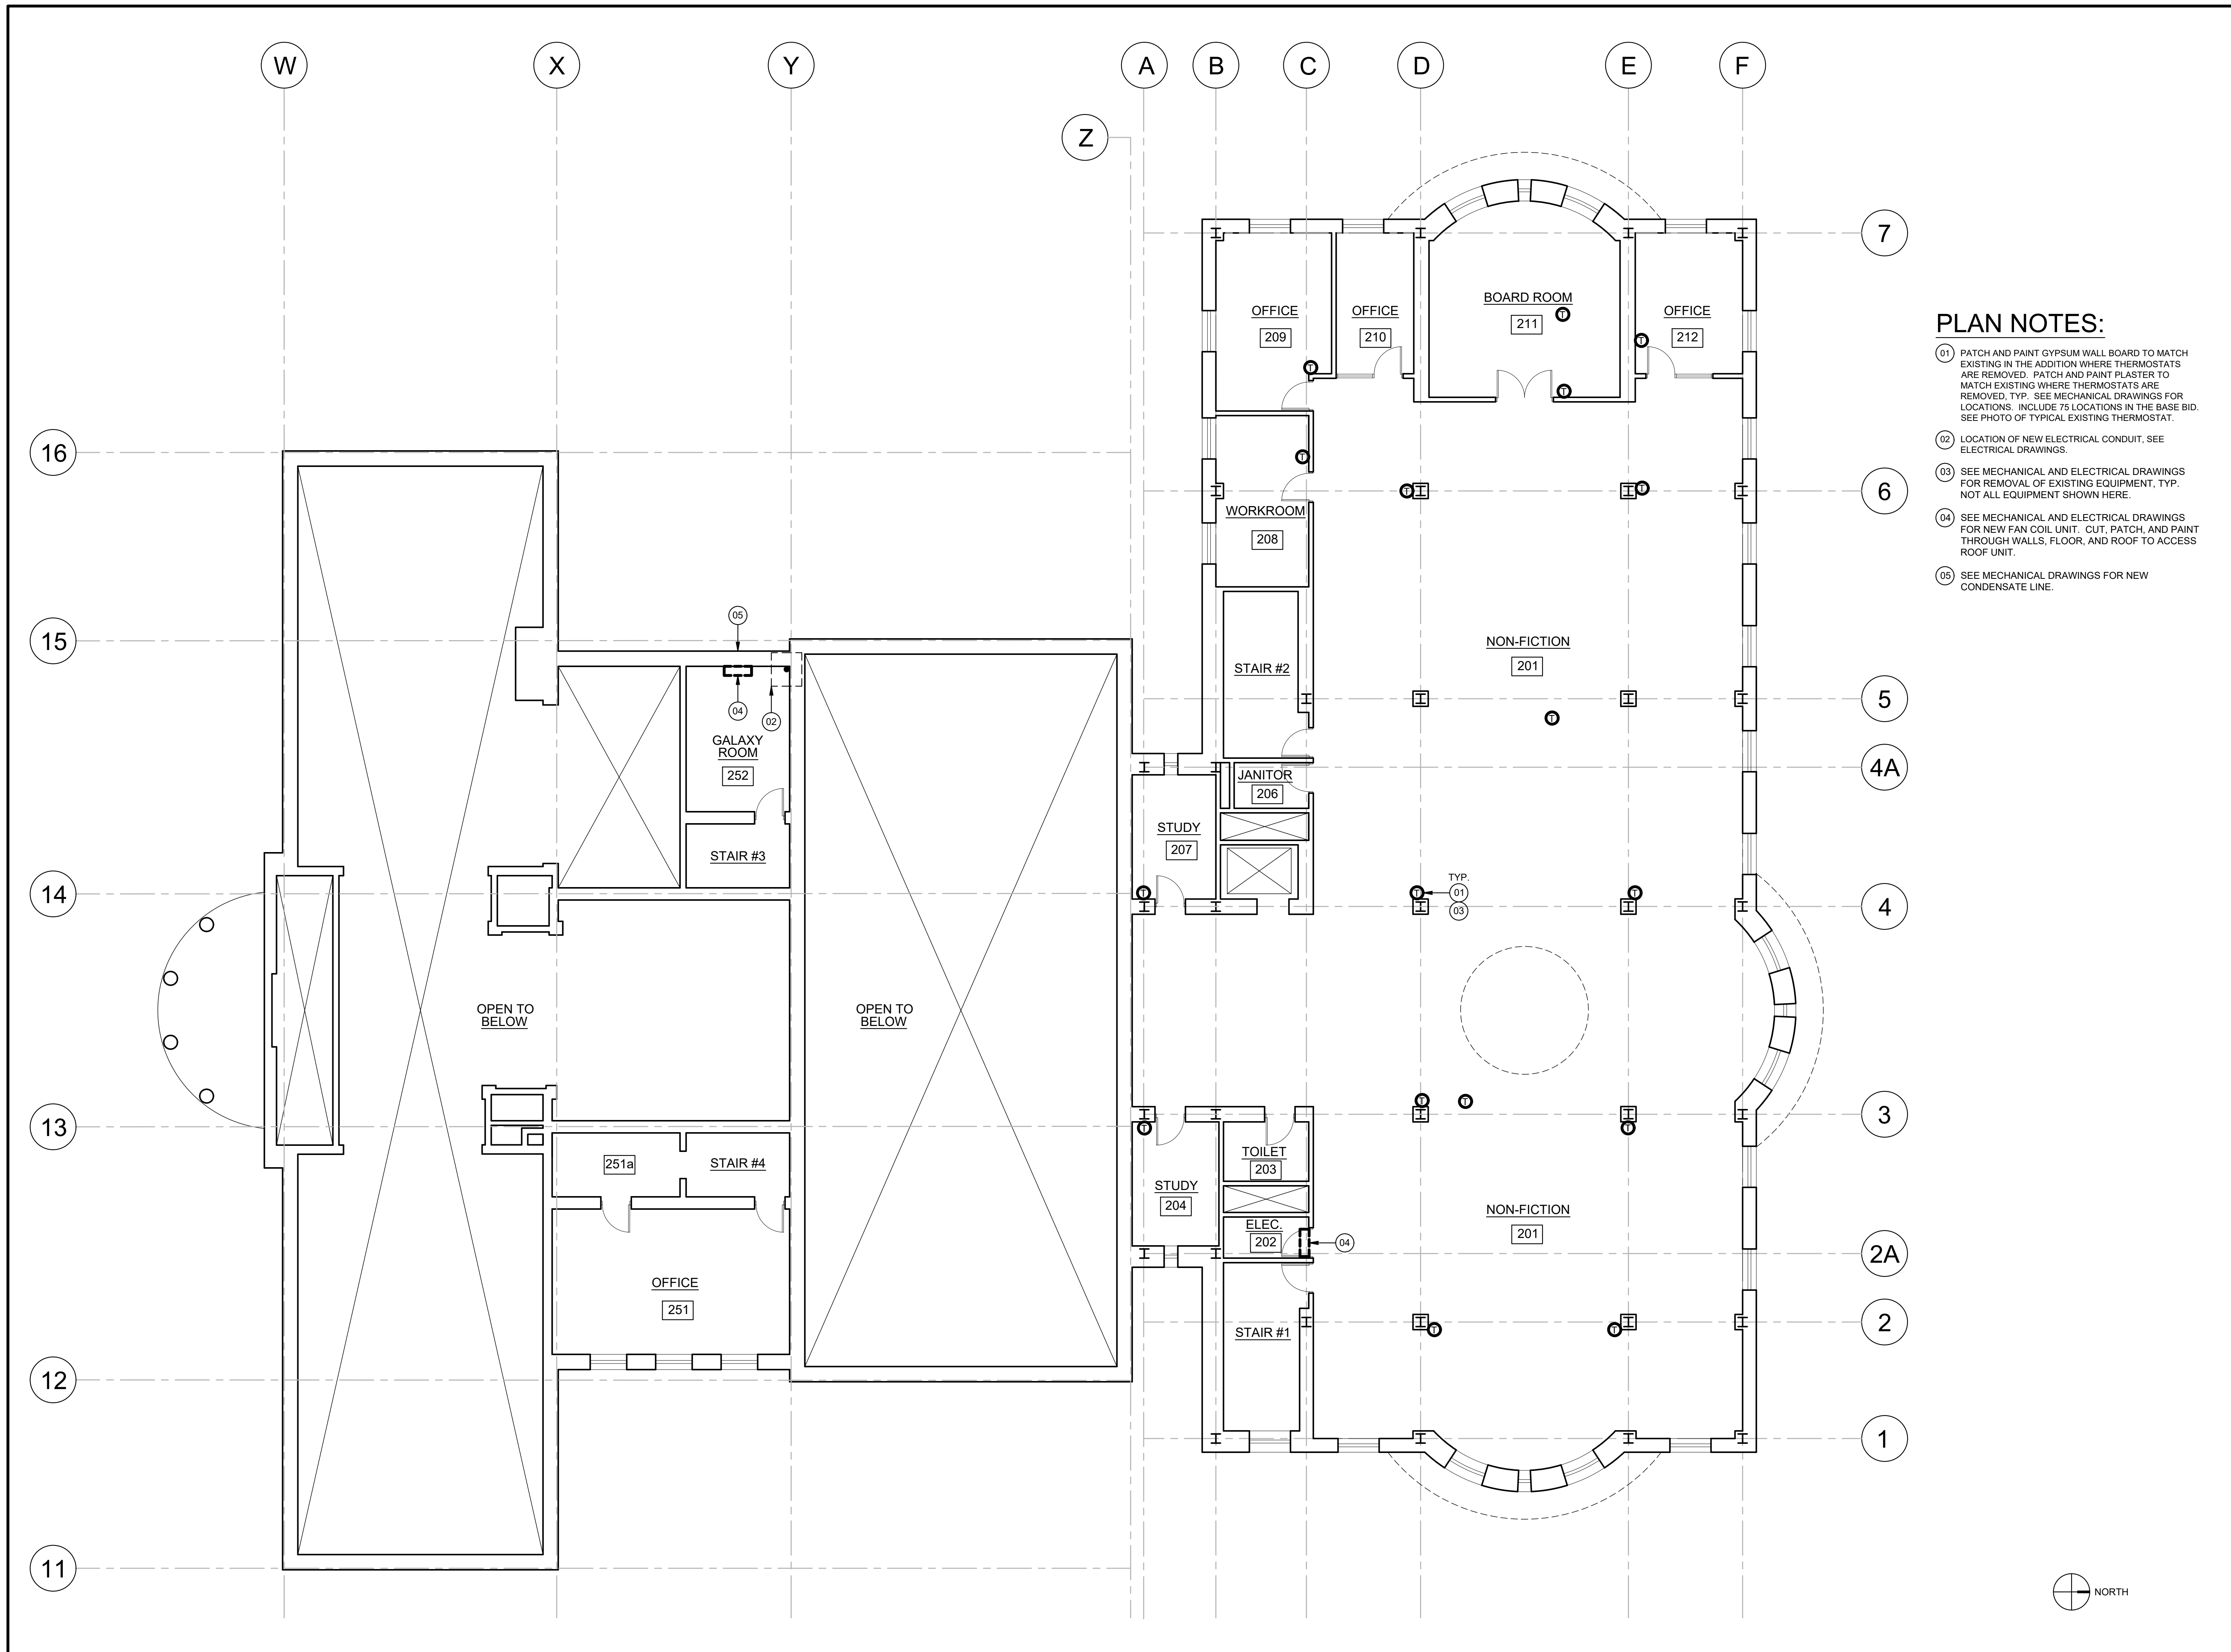 W
X
Y
A
B
C
D
E
F
Z
7
16
15
14
13
12
11
6
5
4A
4
3
2A
2
1
OFFICE
209
OFFICE
210
BOARD ROOM
211
T
OFFICE
212
T
T
T
T
WORKROOM
208
T
T
NON-FICTION
201
STAIR #2
T
JANITOR
206
STUDY
207
T
TYP.
T
01
03
T
05
04
02
GALAXY
ROOM
252
STAIR #3
OPEN TO
BELOW
OPEN TO
BELOW
T
T
T
T
TOILET
203
251a
STAIR #4
STUDY
204
ELEC.
202
04
NON-FICTION
201
OFFICE
251
STAIR #1
T
T
PLAN NOTES:
01 PATCH AND PAINT GYPSUM WALL BOARD TO MATCH
EXISTING IN THE ADDITION WHERE THERMOSTATS
ARE REMOVED. PATCH AND PAINT PLASTER TO
MATCH EXISTING WHERE THERMOSTATS ARE
REMOVED, TYP. SEE MECHANICAL DRAWINGS FOR
LOCATIONS. INCLUDE 75 LOCATIONS IN THE BASE BID.
SEE PHOTO OF TYPICAL EXISTING THERMOSTAT.
02 LOCATION OF NEW ELECTRICAL CONDUIT, SEE
ELECTRICAL DRAWINGS.
03 SEE MECHANICAL AND ELECTRICAL DRAWINGS
FOR REMOVAL OF EXISTING EQUIPMENT, TYP.
NOT ALL EQUIPMENT SHOWN HERE.
04 SEE MECHANICAL AND ELECTRICAL DRAWINGS
FOR NEW FAN COIL UNIT. CUT, PATCH, AND PAINT
THROUGH WALLS, FLOOR, AND ROOF TO ACCESS
ROOF UNIT.
05 SEE MECHANICAL DRAWINGS FOR NEW
CONDENSATE LINE.
NORTH